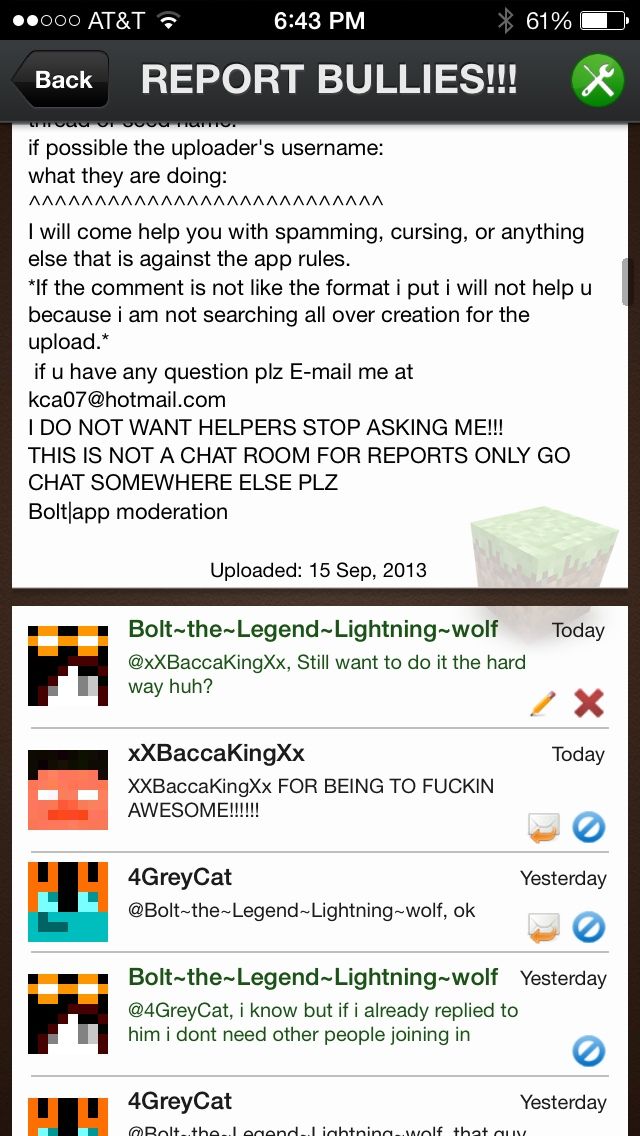 AT&T 6:43 PM 61%
Back REPORT BULLIES!!!
thread or seed name:
if possible the uploader's username:
what they are doing:
^^^^^^^^^^^^^^^^^^^^^^^^^^^
I will come help you with spamming, cursing, or anything
else that is against the app rules.
*If the comment is not like the format i put i will not help u
because i am not searching all over creation for the
upload.*
if u have any question plz E-mail me at
kca07@hotmail.com
I DO NOT WANT HELPERS STOP ASKING ME!!!
THIS IS NOT A CHAT ROOM FOR REPORTS ONLY GO
CHAT SOMEWHERE ELSE PLZ
Bolt|app moderation
Uploaded: 15 Sep, 2013
Bolt~the~Legend~Lightning~wolf Today
@xXBaccaKingXx, Still want to do it the hard
way huh?
xXBaccaKingXx Today
XXBaccaKingXx FOR BEING TO FUCKIN
AWESOME!!!!!!
4GreyCat Yesterday
@Bolt~the~Legend~Lightning~wolf, ok
Bolt~the~Legend~Lightning~wolf Yesterday
@4GreyCat, i know but if i already replied to
him i dont need other people joining in
4GreyCat Yesterday
@Bolt~the~Legend~Lightning~wolf, that guy